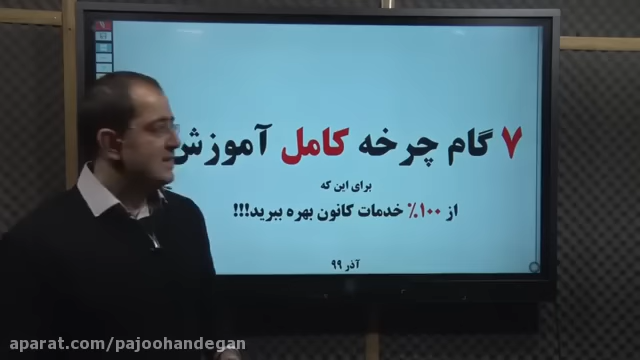 ۷ گام چرخه کامل آموزش
برای این که
از ۱۰۰٪ خدمات کانون بهره ببرید!!!
آذر ۹۹
aparat.com/pajoohandegan